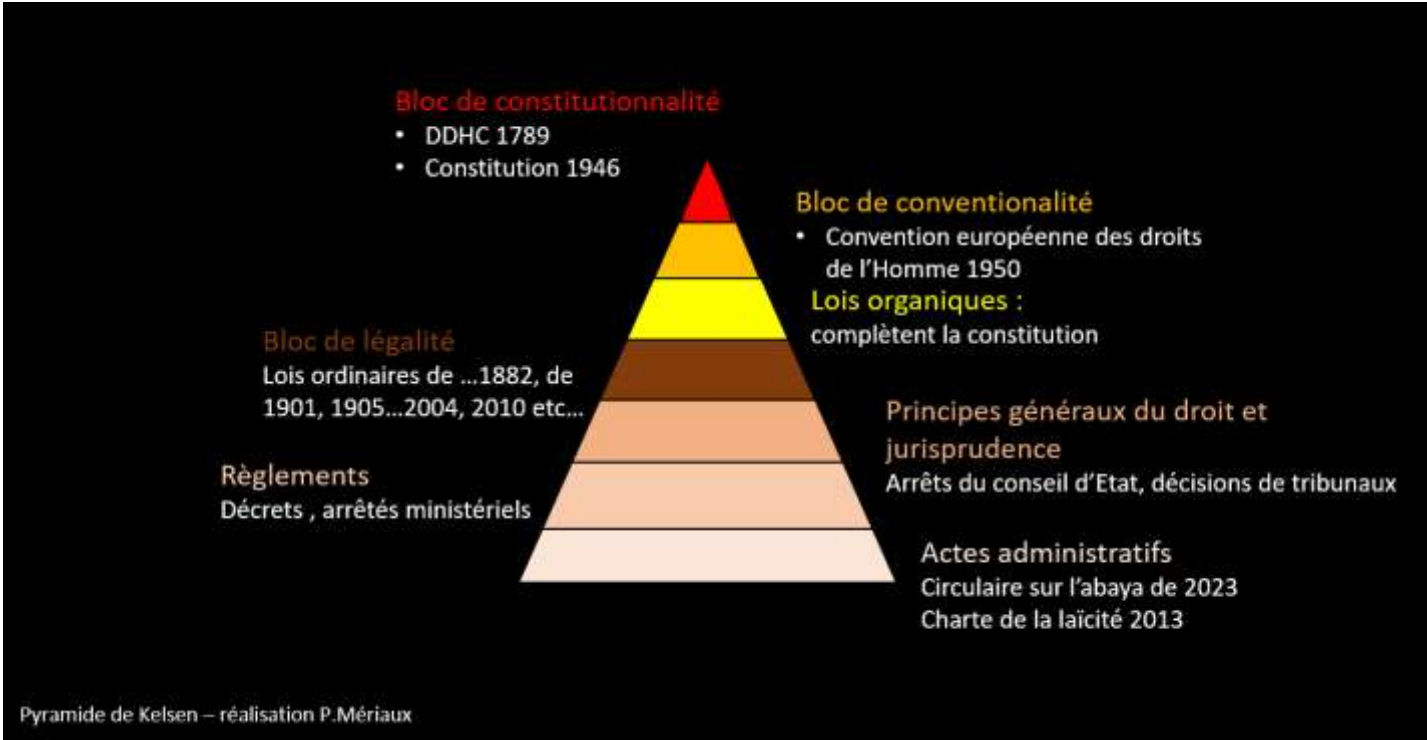 Bloc de constitutionnalité
• DDHC 1789
• Constitution 1946
Bloc de conventionalité
• Convention européenne des droits
de l'Homme 1950
Lois organiques :
complètent la constitution
Bloc de légalité
Lois ordinaires de ...1882, de
1901, 1905...2004, 2010 etc...
Principes généraux du droit et
jurisprudence
Arrêts du conseil d'Etat, décisions de tribunaux
Règlements
Décrets , arrêtés ministériels
Actes administratifs
Circulaire sur l'abaya de 2023
Charte de la laïcité 2013
Pyramide de Kelsen – réalisation P.Mériaux